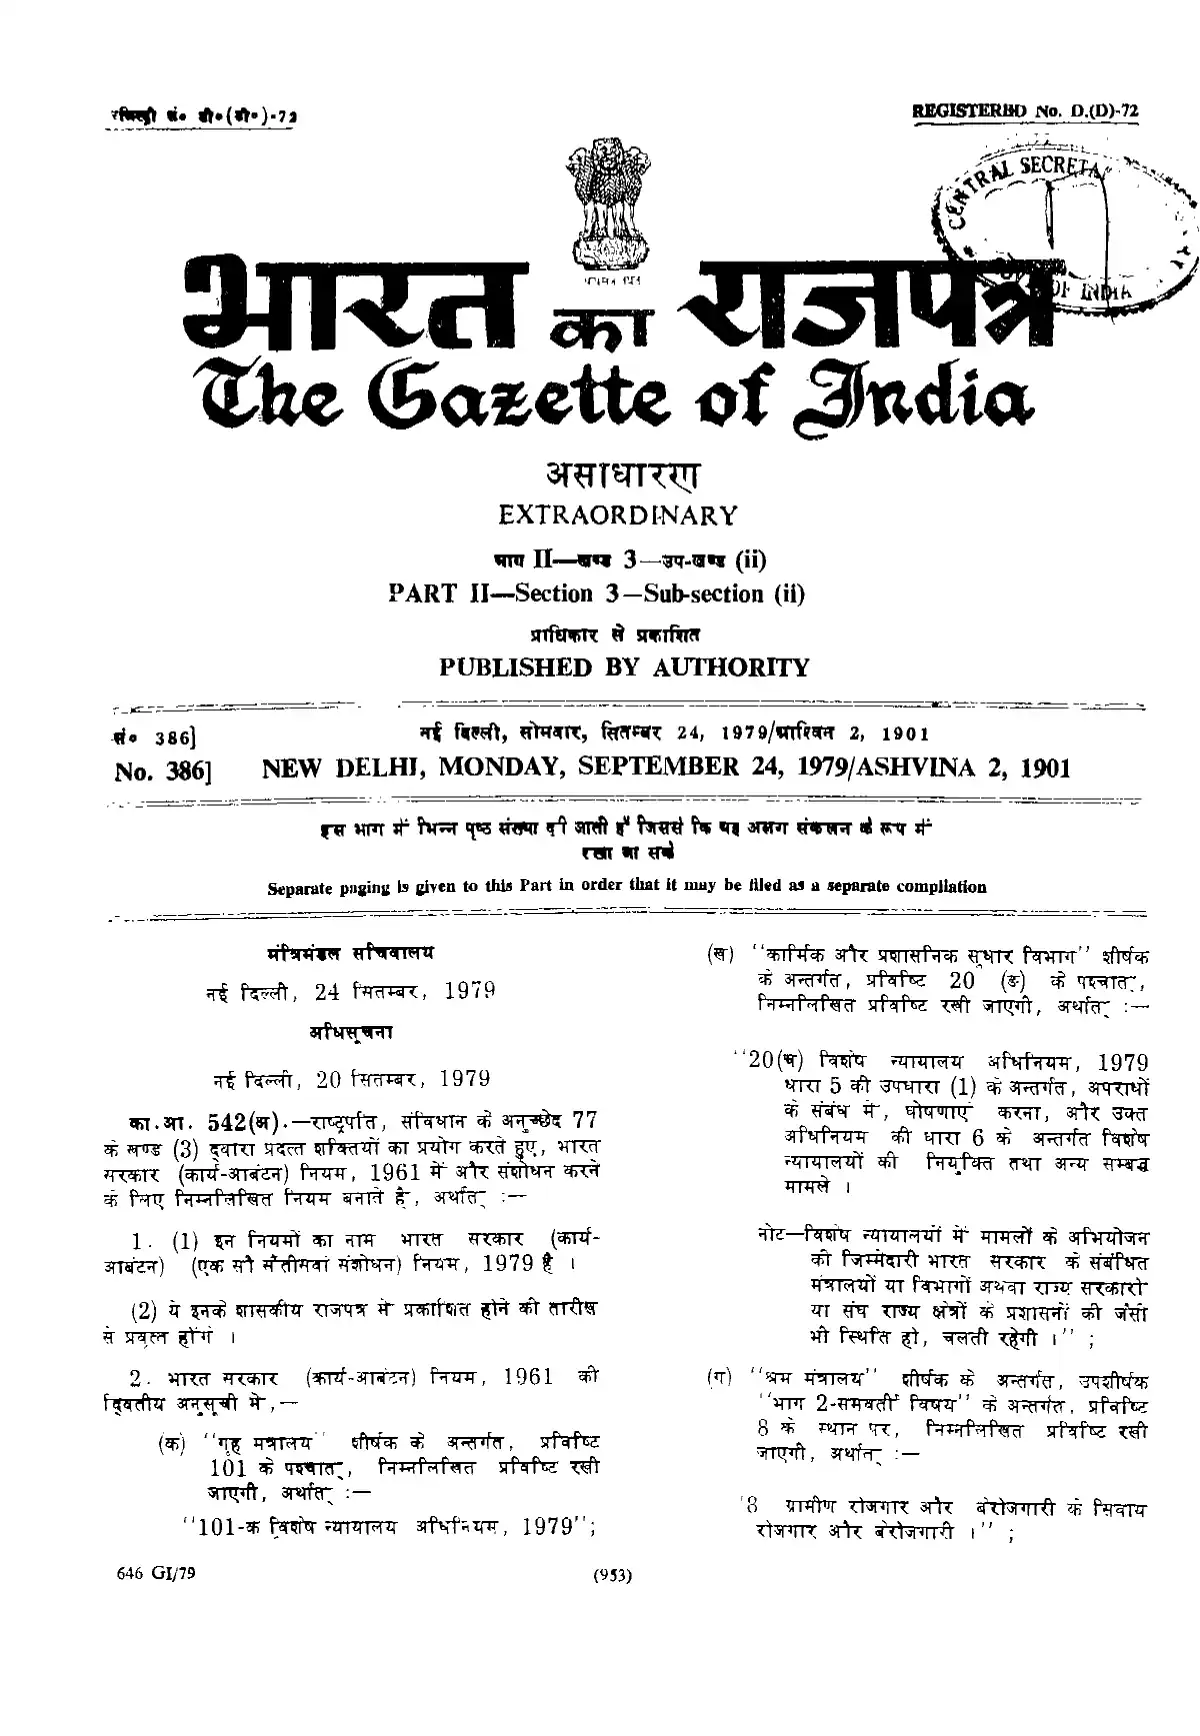 रजिस्ट्री सं॰ डी॰(डी॰)-72
REGISTERED No. D.(D)-72
CENTRAL SECRETA
OF INDIA
भारत का राजपत्र
The Gazette of India
असाधारण
EXTRAORDINARY
भाग II—खण्ड 3—उप-खण्ड (ii)
PART II—Section 3—Sub-section (ii)
प्राधिकार से प्रकाशित
PUBLISHED BY AUTHORITY
सं॰ 386]
नई दिल्ली, सोमवार, सितम्बर 24, 1979/आश्विन 2, 1901
No. 386]
NEW DELHI, MONDAY, SEPTEMBER 24, 1979/ASHVINA 2, 1901
इस भाग में भिन्न पृष्ठ संख्या दी जाती है जिससे कि यह अलग संकलन के रूप में
रखा जा सके
Separate paging is given to this Part in order that it may be filed as a separate compilation
मंत्रिमंडल सचिवालय
नई दिल्ली, 24 सितम्बर, 1979
अधिसूचना
नई दिल्ली, 20 सितम्बर, 1979
का.आ. 542(अ).—राष्ट्रपति, संविधान के अनुच्छेद 77
के खण्ड (3) द्वारा प्रदत्त शक्तियों का प्रयोग करते हुए, भारत
सरकार (कार्य-आबंटन) नियम, 1961 में और संशोधन करने
के लिए निम्नलिखित नियम बनाते है, अर्थात् :—
1. (1) इन नियमों का नाम भारत सरकार (कार्य-
आबंटन) (एक सौ सैंतीसवां संशोधन) नियम, 1979 है ।
(2) ये इनके शासकीय राजपत्र में प्रकाशित होने की तारीख
से प्रवृत्त होंगे ।
2. भारत सरकार (कार्य-आबंटन) नियम, 1961 की
द्वितीय अनुसूची में,—
(क) "गृह मंत्रालय" शीर्षक के अन्तर्गत, प्रविष्टि
101 के पश्चात्, निम्नलिखित प्रविष्टि रखी
जाएगी, अर्थात् :—
"101-क विशेष न्यायालय अधिनियम, 1979";
646 GI/79
(ख) "कार्मिक और प्रशासनिक सुधार विभाग" शीर्षक
के अन्तर्गत, प्रविष्टि 20 (ङ) के पश्चात्,
निम्नलिखित प्रविष्टि रखी जाएगी, अर्थात् :—
"20(च) विशेष न्यायालय अधिनियम, 1979
धारा 5 की उपधारा (1) के अन्तर्गत, अपराधों
के संबंध में, घोषणाएं करना, और उक्त
अधिनियम की धारा 6 के अन्तर्गत विशेष
न्यायालयों की नियुक्ति तथा अन्य सम्बद्ध
मामले ।
नोट—विशेष न्यायालयों में मामलों के अभियोजन
की जिम्मेदारी भारत सरकार के संबंधित
मंत्रालयों या विभागों अथवा राज्य सरकारों
या संघ राज्य क्षेत्रों के प्रशासनों की जैसी
भी स्थिति हो, चलती रहेगी ।" ;
(ग) "श्रम मंत्रालय" शीर्षक के अन्तर्गत, उपशीर्षक
"भाग 2-समवर्ती विषय" के अन्तर्गत, प्रविष्टि
8 के स्थान पर, निम्नलिखित प्रविष्टि रखी
जाएगी, अर्थात् :—
'8 ग्रामीण रोजगार और बेरोजगारी के सिवाय
रोजगार और बेरोजगारी ।" ;
(953)